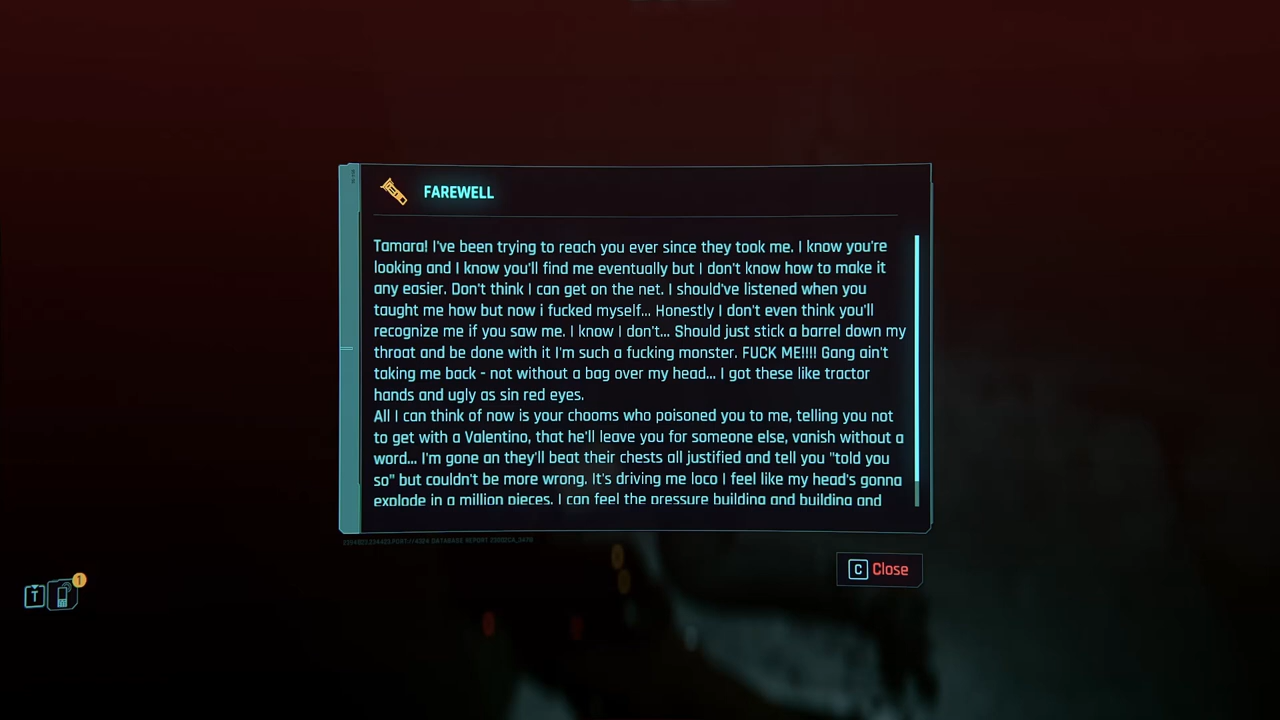 FAREWELL
Tamara! I've been trying to reach you ever since they took me. I know you're
looking and I know you'll find me eventually but I don't know how to make it
any easier. Don't think I can get on the net. I should've listened when you
taught me how but now i fucked myself... Honestly I don't even think you'll
recognize me if you saw me. I know I don't... Should just stick a barrel down my
throat and be done with it I'm such a fucking monster. FUCK ME!!!! Gang ain't
taking me back - not without a bag over my head... I got these like tractor
hands and ugly as sin red eyes.
All I can think of now is your chooms who poisoned you to me, telling you not
to get with a Valentino, that he'll leave you for someone else, vanish without a
word... I'm gone an they'll beat their chests all justified and tell you "told you
so" but couldn't be more wrong. It's driving me loco I feel like my head's gonna
explode in a million pieces. I can feel the pressure building and building and
C Close
T
1